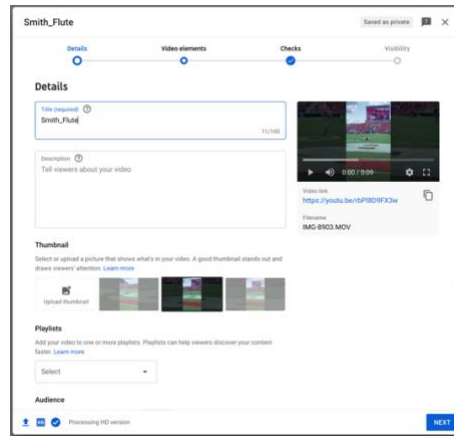 Smith_Flute
Saved as private
Details
Video elements
Checks
Visibility
Details
Title (required)
Smith_Flute
11/100
Description
Tell viewers about your video
0:00 / 0:09
Video link
https://youtu.be/rbPl8D9FX3w
Filename
IMG-8903.MOV
Thumbnail
Select or upload a picture that shows what's in your video. A good thumbnail stands out and
draws viewers' attention. Learn more
Upload thumbnail
Playlists
Add your video to one or more playlists. Playlists can help viewers discover your content
faster. Learn more
Select
Audience
Processing HD version
NEXT